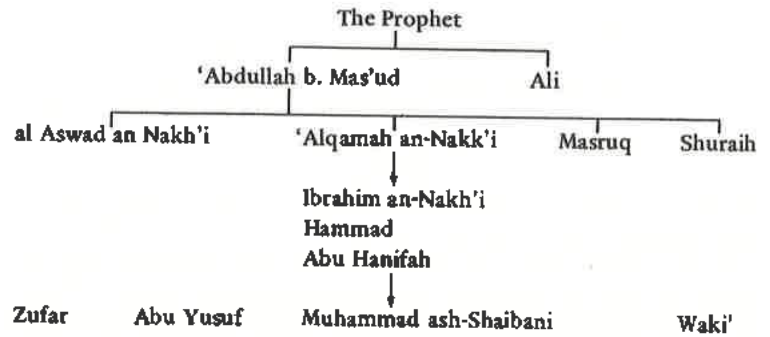 The Prophet
‘Abdullah b. Mas’ud Ali
al Aswad an Nakh’i ‘Alqamah an-Nakk’i Masruq Shuraih
Ibrahim an-Nakh’i
Hammad
Abu Hanifah
Zufar Abu Yusuf Muhammad ash-Shaibani Waki'